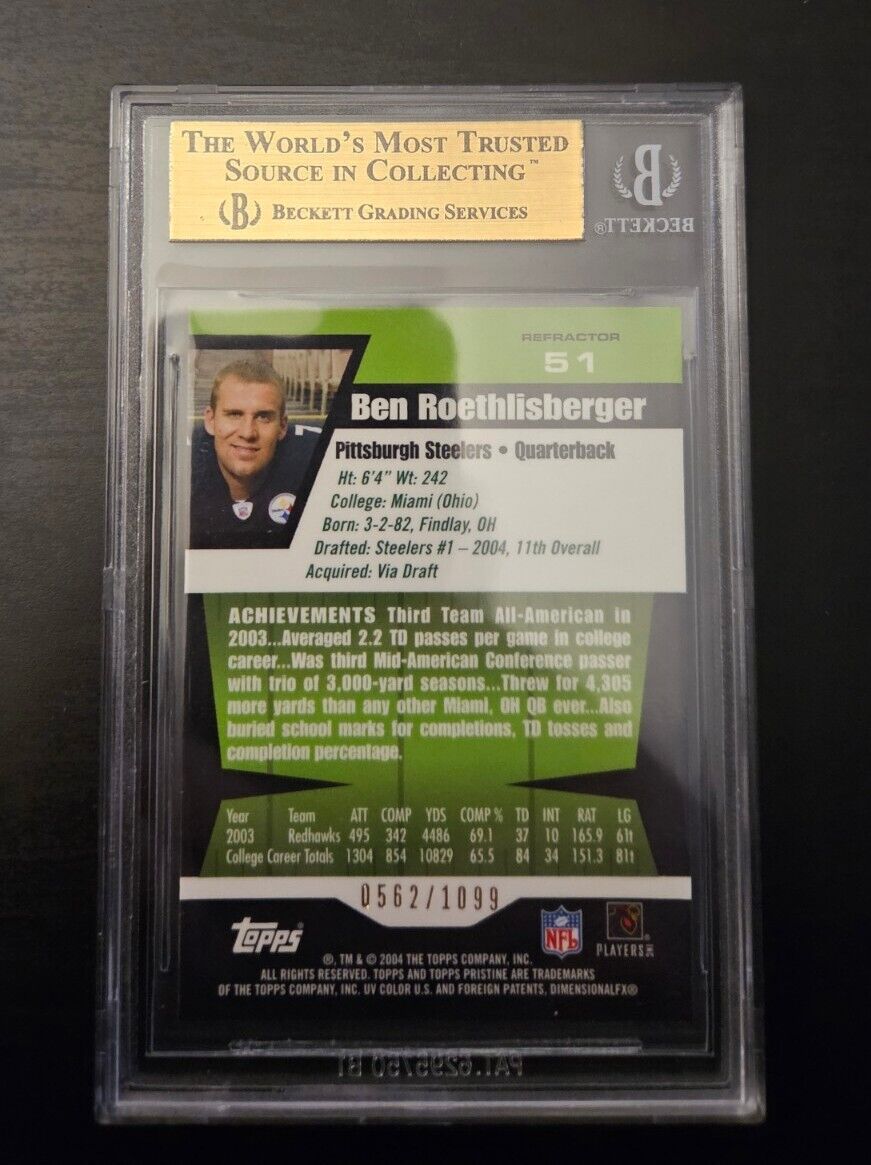 THE WORLD'S MOST TRUSTED
SOURCE IN COLLECTING™
B BECKETT GRADING SERVICES
B
BECKETT®
REFRACTOR
51
Ben Roethlisberger
Pittsburgh Steelers • Quarterback
Ht: 6'4" Wt: 242
College: Miami (Ohio)
Born: 3-2-82, Findlay, OH
Drafted: Steelers #1 – 2004, 11th Overall
Acquired: Via Draft
7
ACHIEVEMENTS Third Team All-American in
2003...Averaged 2.2 TD passes per game in college
career...Was third Mid-American Conference passer
with trio of 3,000-yard seasons...Threw for 4,305
more yards than any other Miami, OH QB ever...Also
buried school marks for completions, TD tosses and
completion percentage.
Year Team ATT COMP YDS COMP% TD INT RAT LG
2003 Redhawks 495 342 4486 69.1 37 10 165.9 61t
College Career Totals 1304 854 10829 65.5 84 34 151.3 81t
0562/1099
Topps
NFL
PLAYERS INC
®, TM & © 2004 THE TOPPS COMPANY, INC.
ALL RIGHTS RESERVED. TOPPS AND TOPPS PRISTINE ARE TRADEMARKS
OF THE TOPPS COMPANY, INC. UV COLOR U.S. AND FOREIGN PATENTS, DIMENSIONALFX®
PAT. 6295750 B1